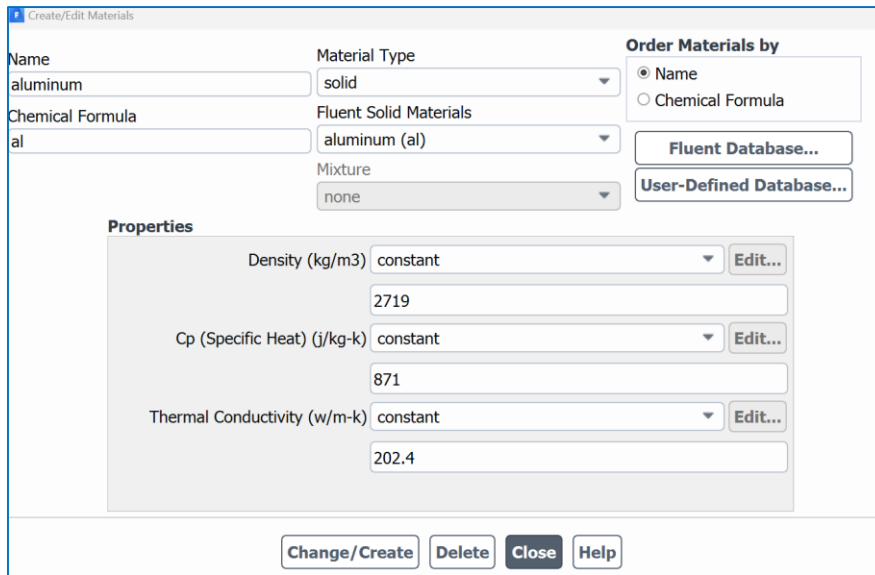 F Create/Edit Materials
Name
aluminum
Chemical Formula
al
Material Type
solid
Fluent Solid Materials
aluminum (al)
Mixture
none
Order Materials by
Name
Chemical Formula
Fluent Database...
User-Defined Database...
Properties
Density (kg/m3) constant Edit...
2719
Cp (Specific Heat) (j/kg-k) constant Edit...
871
Thermal Conductivity (w/m-k) constant Edit...
202.4
Change/Create Delete Close Help